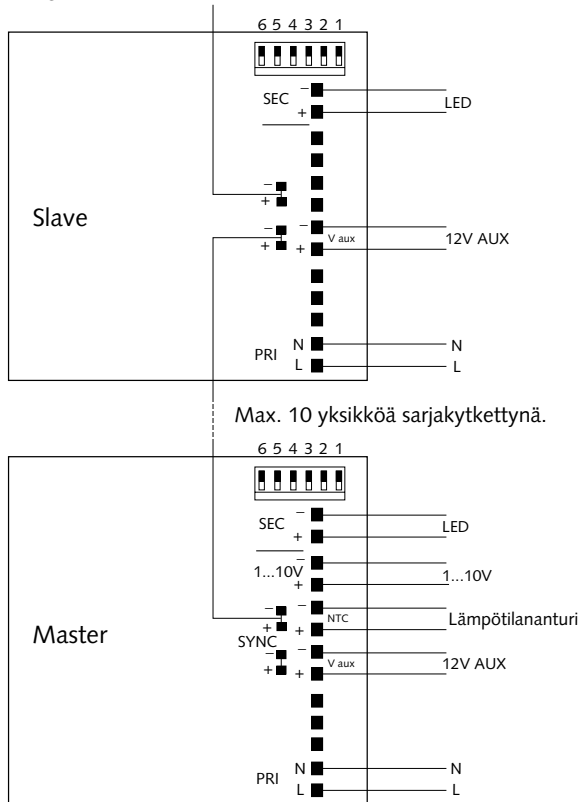 6 5 4 3 2 1
−
SEC
+
LED
−
+
Slave
−
+
−
V aux
+
12V AUX
N
PRI
L
N
L
Max. 10 yksikköä sarjakytkettynä.
6 5 4 3 2 1
−
SEC
+
LED
−
1...10V
+
1...10V
−
+
−
NTC
+
Lämpötilananturi
Master
SYNC
−
+
−
V aux
+
12V AUX
N
PRI
L
N
L